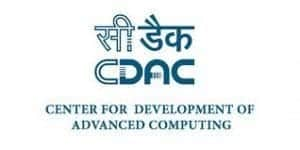 सी डैक
CDAC
CENTER FOR DEVELOPMENT OF
ADVANCED COMPUTING